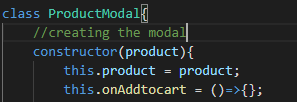 class ProductModal{
//creating the modal
constructor(product){
this.product = product;
this.onAddtocart = ()=>{};